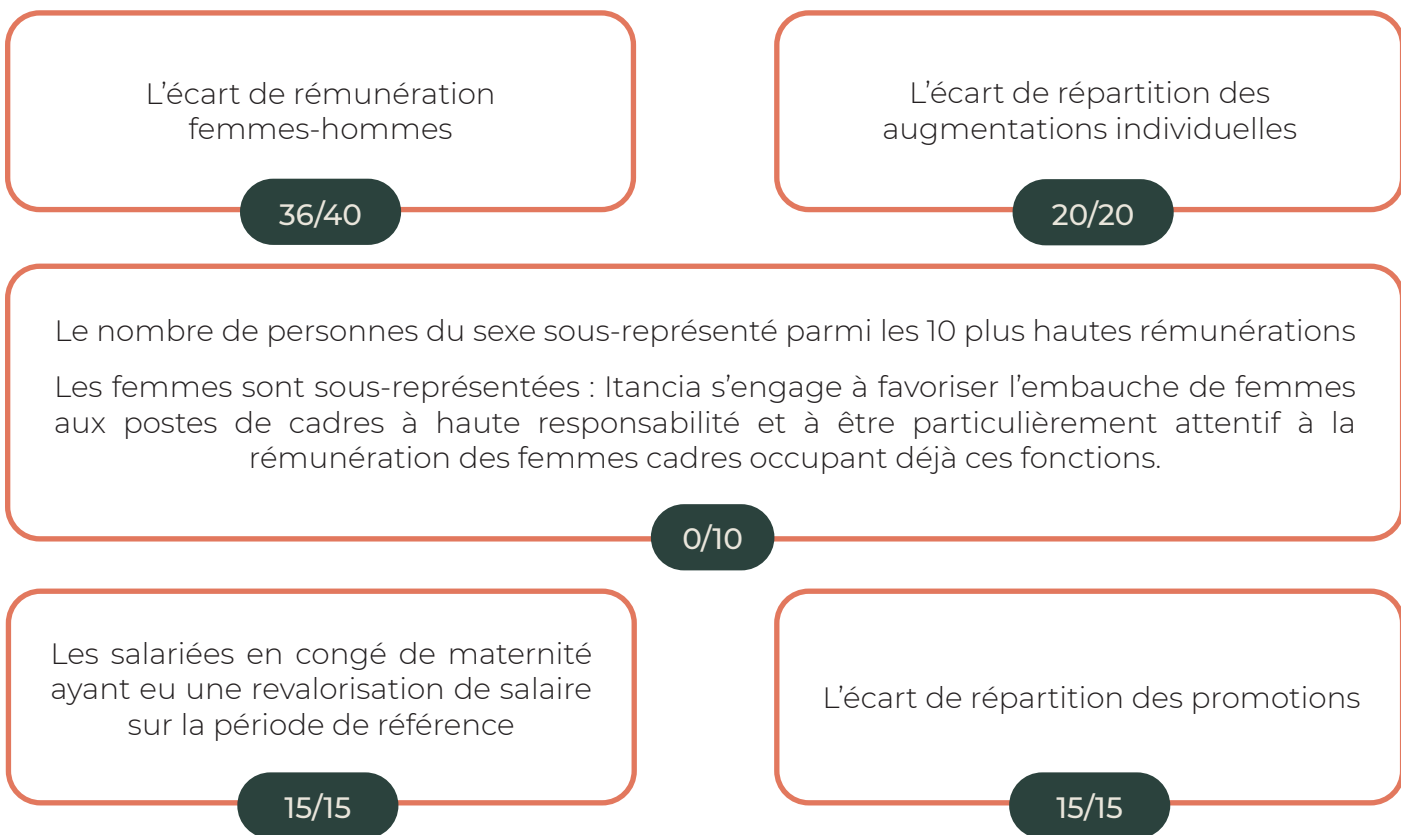 L’écart de rémunération
femmes-hommes
36/40
L’écart de répartition des
augmentations individuelles
20/20
Le nombre de personnes du sexe sous-représenté parmi les 10 plus hautes rémunérations
Les femmes sont sous-représentées : Itancia s’engage à favoriser l’embauche de femmes
aux postes de cadres à haute responsabilité et à être particulièrement attentif à la
rémunération des femmes cadres occupant déjà ces fonctions.
0/10
Les salariées en congé de maternité
ayant eu une revalorisation de salaire
sur la période de référence
15/15
L’écart de répartition des promotions
15/15